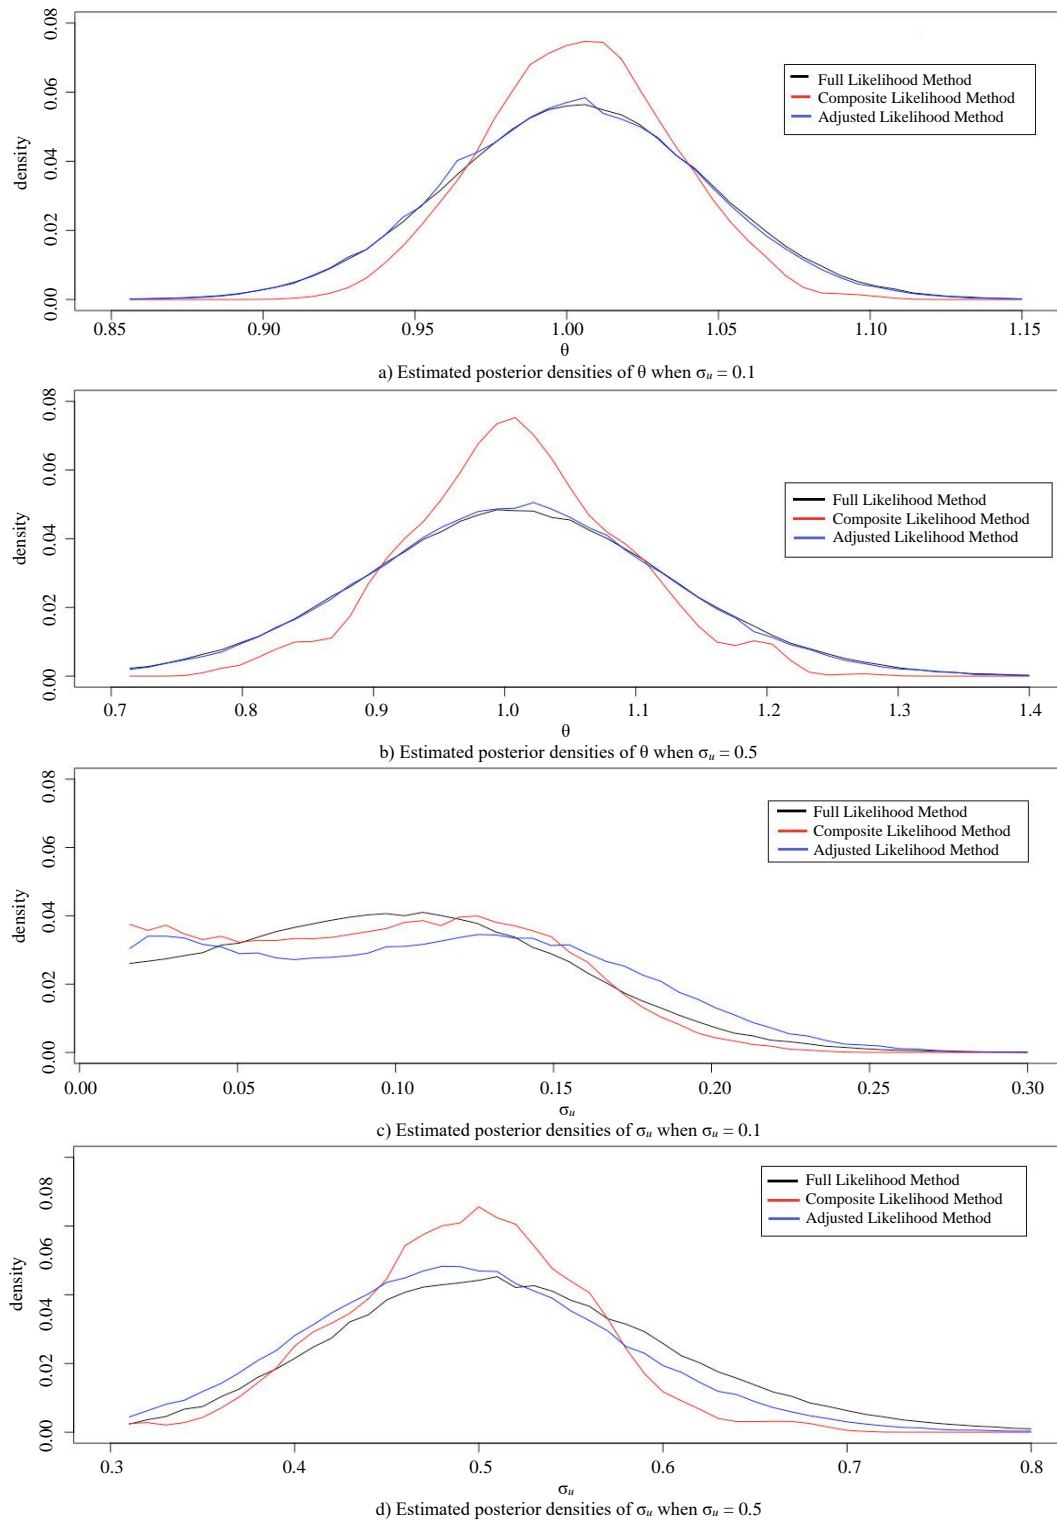 0.08
0.06
0.04
0.02
0.00
density
Full Likelihood Method
Composite Likelihood Method
Adjusted Likelihood Method
0.85 0.90 0.95 1.00 1.05 1.10 1.15
θ
a) Estimated posterior densities of θ when σᵤ = 0.1
0.08
0.06
0.04
0.02
0.00
density
Full Likelihood Method
Composite Likelihood Method
Adjusted Likelihood Method
0.7 0.8 0.9 1.0 1.1 1.2 1.3 1.4
θ
b) Estimated posterior densities of θ when σᵤ = 0.5
0.08
0.06
0.04
0.02
0.00
density
Full Likelihood Method
Composite Likelihood Method
Adjusted Likelihood Method
0.00 0.05 0.10 0.15 0.20 0.25 0.30
σᵤ
c) Estimated posterior densities of σᵤ when σᵤ = 0.1
0.08
0.06
0.04
0.02
0.00
density
Full Likelihood Method
Composite Likelihood Method
Adjusted Likelihood Method
0.3 0.4 0.5 0.6 0.7 0.8
σᵤ
d) Estimated posterior densities of σᵤ when σᵤ = 0.5